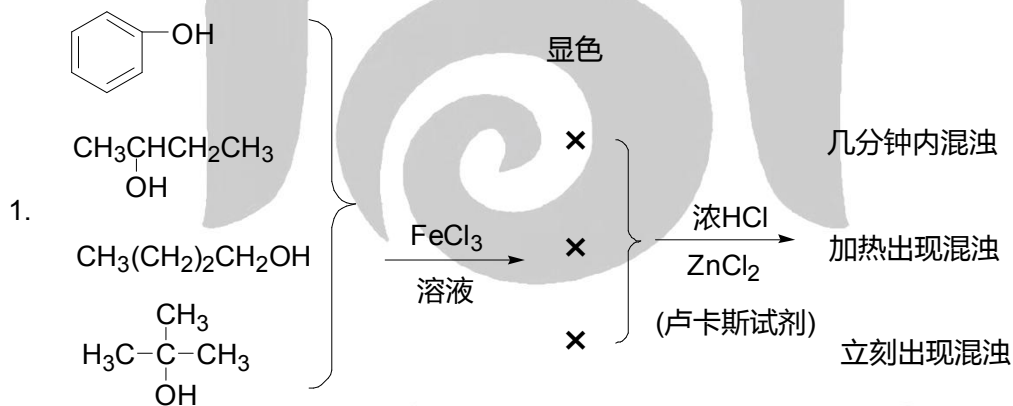 OH
显色
CH₃CHCH₂CH₃
OH
× 几分钟内混浊
1.
CH₃(CH₂)₂CH₂OH
FeCl₃
溶液
×
浓HCl
ZnCl₂
(卢卡斯试剂)
加热出现混浊
CH₃
H₃C-C-CH₃
OH
× 立刻出现混浊